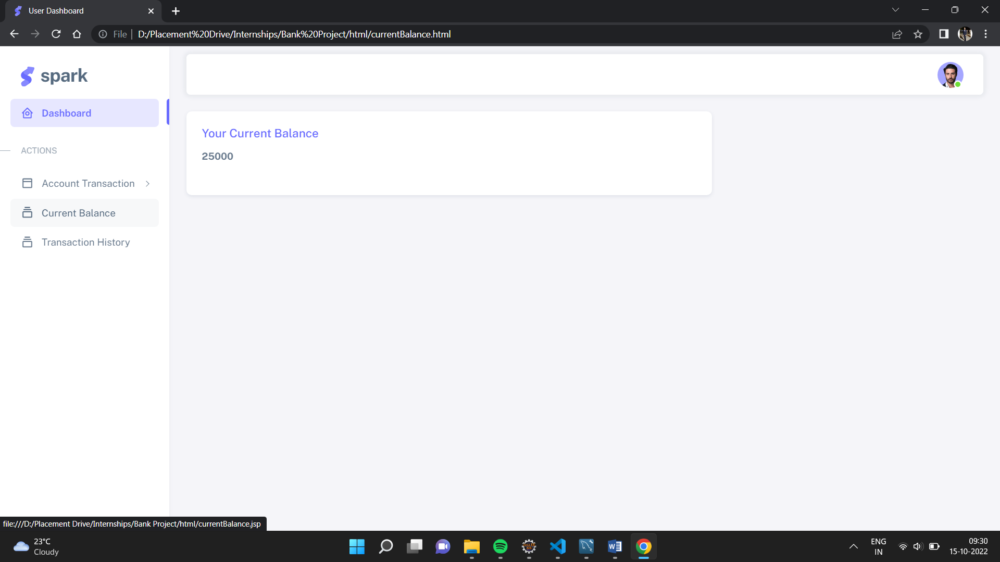 User Dashboard
File
D:/Placement%20Drive/Internships/Bank%20Project/html/currentBalance.html
spark
Dashboard
ACTIONS
Account Transaction
Current Balance
Transaction History
Your Current Balance
25000
file:///D:/Placement Drive/Internships/Bank Project/html/currentBalance.jsp
23°C
Cloudy
ENG
IN
09:30
15-10-2022